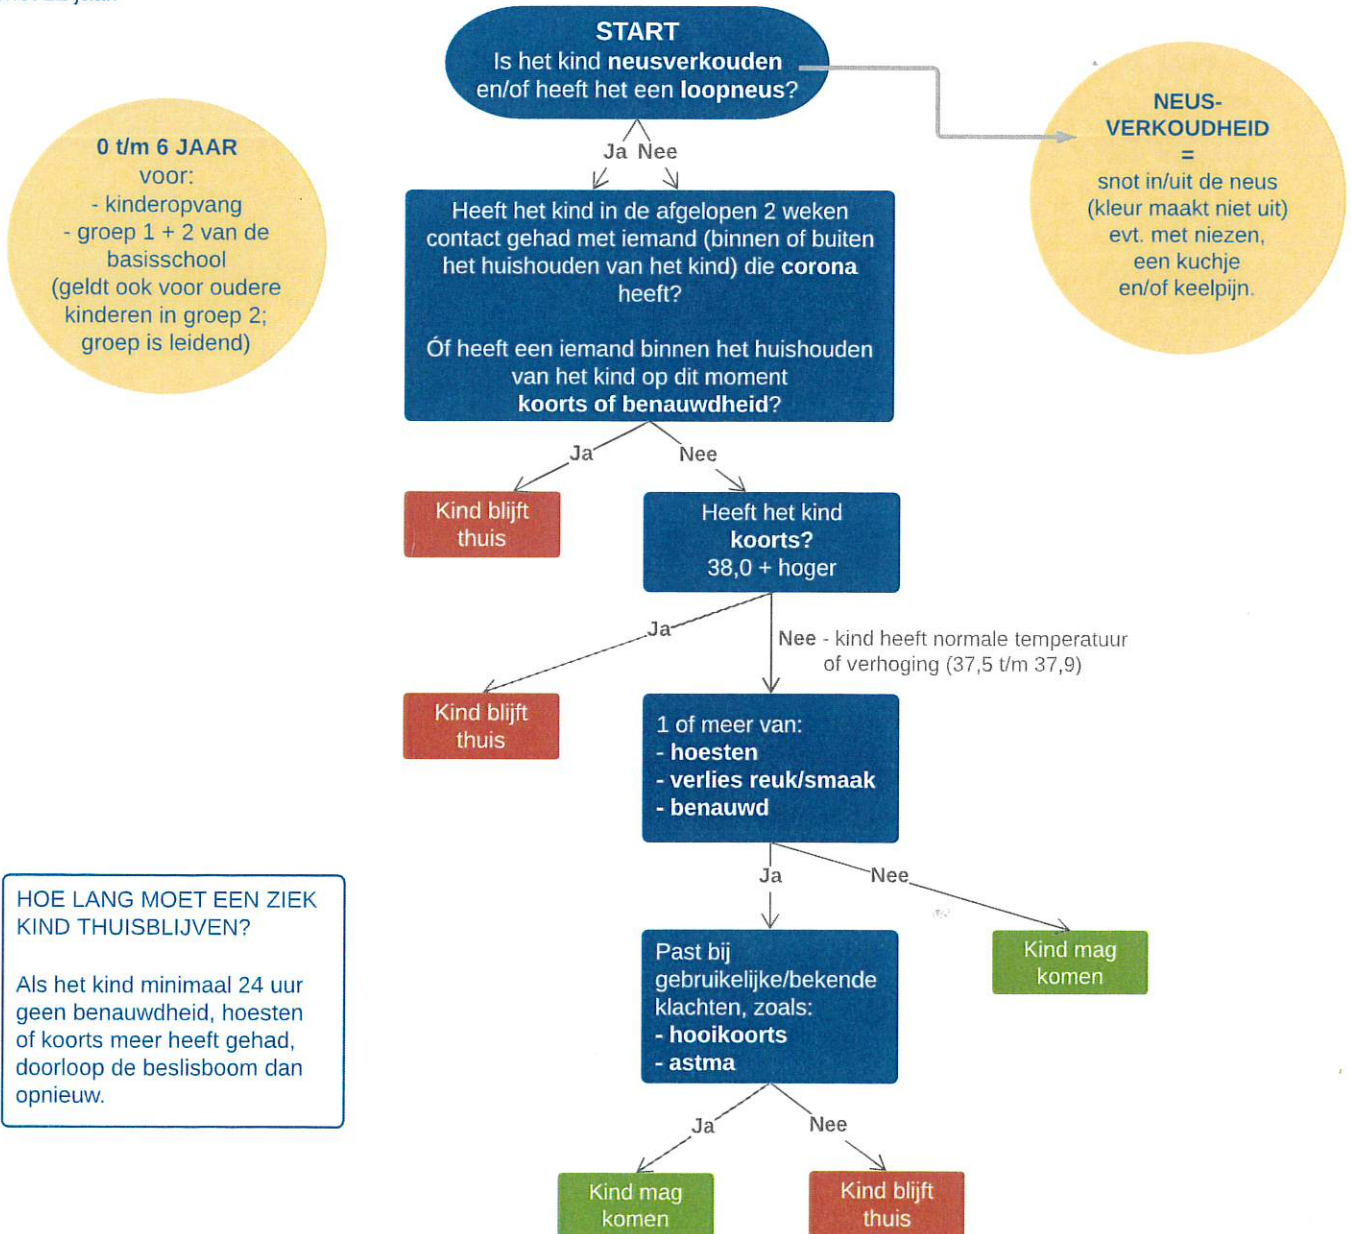 START
Is het kind neusverkouden
en/of heeft het een loopneus?
NEUS-
VERKOUDHEID
=
snot in/uit de neus
(kleur maakt niet uit)
evt. met niezen,
een kuchje
en/of keelpijn.
0 t/m 6 JAAR
voor:
- kinderopvang
- groep 1 + 2 van de
basisschool
(geldt ook voor oudere
kinderen in groep 2;
groep is leidend)
Ja Nee
Heeft het kind in de afgelopen 2 weken
contact gehad met iemand (binnen of buiten
het huishouden van het kind) die corona
heeft?
Óf heeft een iemand binnen het huishouden
van het kind op dit moment
koorts of benauwdheid?
Ja
Nee
Kind blijft
thuis
Heeft het kind
koorts?
38,0 + hoger
Ja
Nee - kind heeft normale temperatuur
of verhoging (37,5 t/m 37,9)
Kind blijft
thuis
1 of meer van:
- hoesten
- verlies reuk/smaak
- benauwd
Ja
Nee
HOE LANG MOET EEN ZIEK
KIND THUISBLIJVEN?
Als het kind minimaal 24 uur
geen benauwdheid, hoesten
of koorts meer heeft gehad,
doorloop de beslisboom dan
opnieuw.
Past bij
gebruikelijke/bekende
klachten, zoals:
- hooikoorts
- astma
Kind mag
komen
Ja
Nee
Kind mag
komen
Kind blijft
thuis